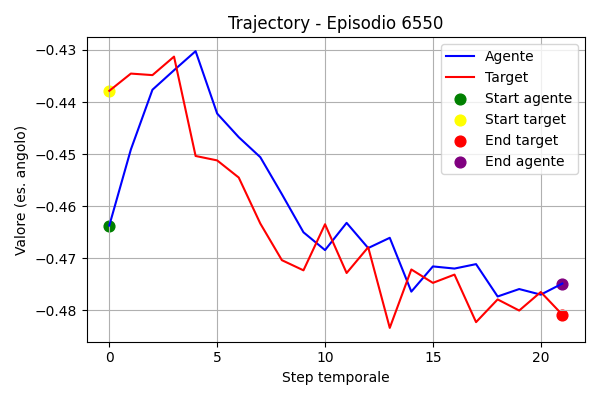 Trajectory - Episodio 6550
Valore (es. angolo)
−0.43
−0.44
−0.45
−0.46
−0.47
−0.48
Agente
Target
Start agente
Start target
End target
End agente
0
5
10
15
20
Step temporale